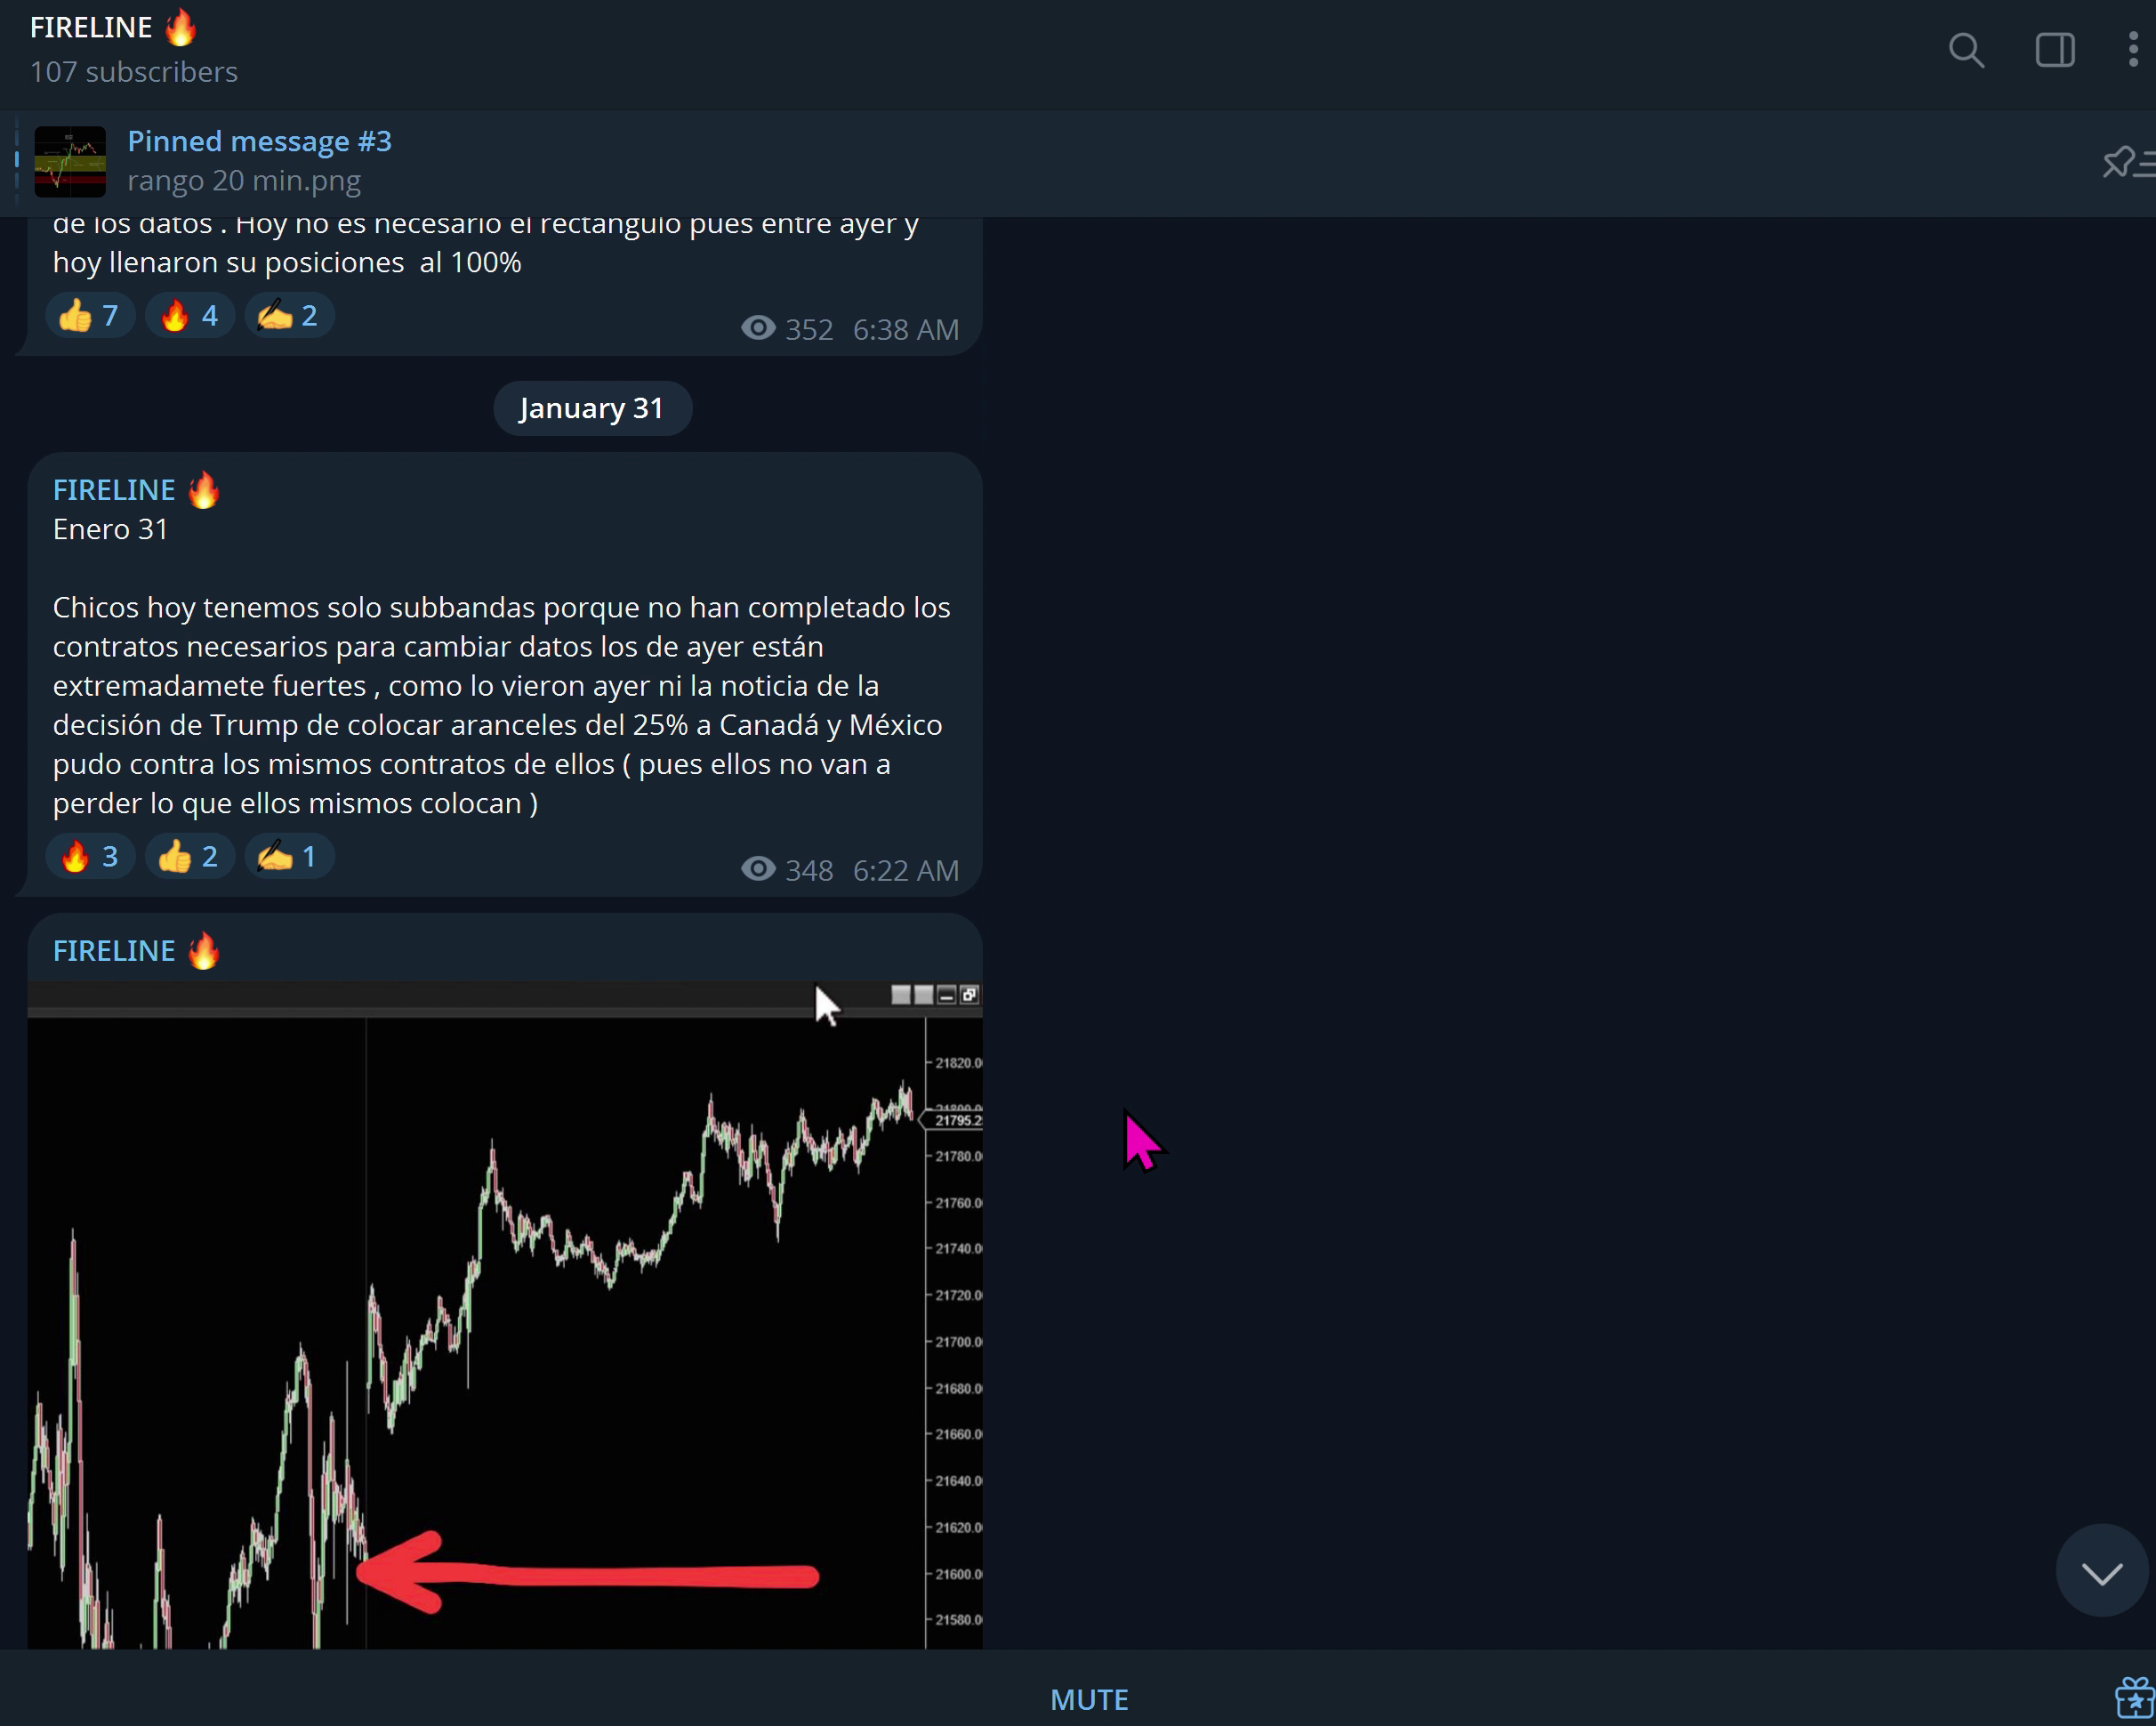 FIRELINE 🔥
107 subscribers
Pinned message #3
rango 20 min.png
de los datos . Hoy no es necesario el rectangulo pues entre ayer y
hoy llenaron su posiciones  al 100%
👍 7 🔥 4 ✍️ 2
352 6:38 AM
January 31
FIRELINE 🔥
Enero 31
Chicos hoy tenemos solo subbandas porque no han completado los
contratos necesarios para cambiar datos los de ayer están
extremadamete fuertes , como lo vieron ayer ni la noticia de la
decisión de Trump de colocar aranceles del 25% a Canadá y México
pudo contra los mismos contratos de ellos ( pues ellos no van a
perder lo que ellos mismos colocan )
🔥 3 👍 2 ✍️ 1
348 6:22 AM
FIRELINE 🔥
21820.0
21800.0
21795.2
21780.0
21760.0
21740.0
21720.0
21700.0
21680.0
21660.0
21640.0
21620.0
21600.0
21580.0
MUTE